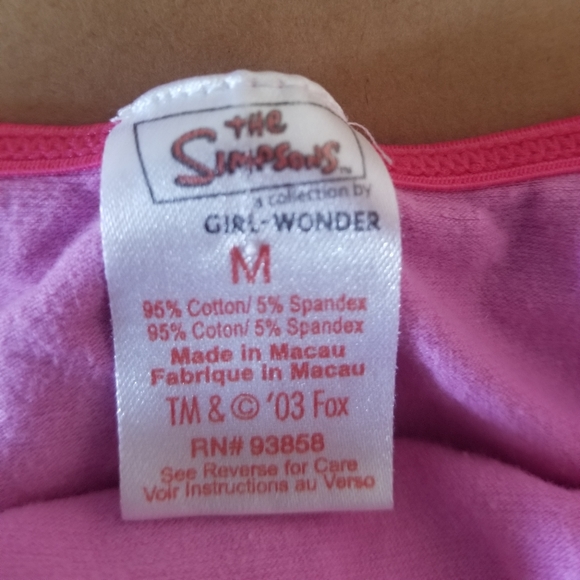 THE
SIMPSONS TM
a collection by
GIRL-WONDER
M
95% Cotton/ 5% Spandex
95% Coton/ 5% Spandex
Made in Macau
Fabrique in Macau
TM & © '03 Fox
RN# 93858
See Reverse for Care
Voir Instructions au Verso